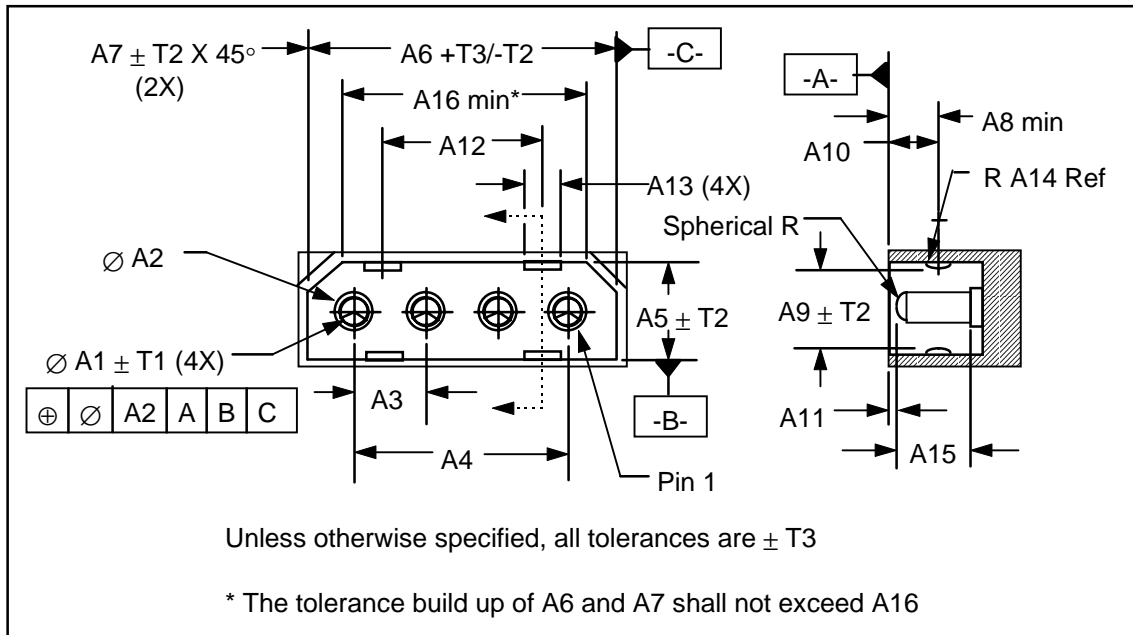 A7 ± T2 X 45°
(2X)
A6 +T3/-T2
-C-
A16 min*
A12
A13 (4X)
-A-
A8 min
A10
R A14 Ref
Spherical R
∅ A2
A5 ± T2
A9 ± T2
∅ A1 ± T1 (4X)
⊕ ∅ A2 A B C
A3
-B-
A11
A4
A15
Pin 1
Unless otherwise specified, all tolerances are ± T3
* The tolerance build up of A6 and A7 shall not exceed A16